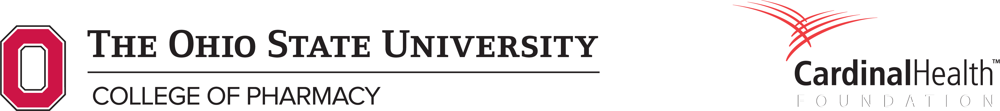 THE OHIO STATE UNIVERSITY
COLLEGE OF PHARMACY
CardinalHealth™
FOUNDATION